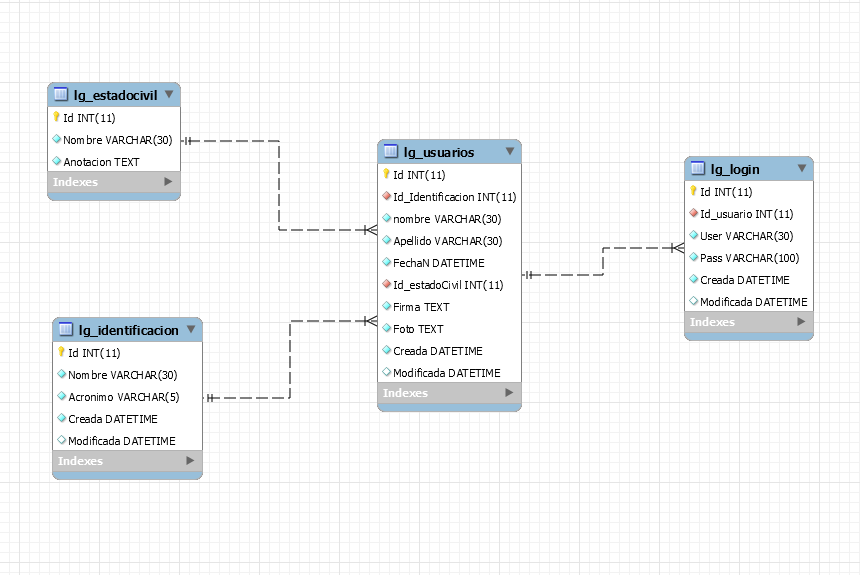 lg_estadocivil
Id INT(11)
Nombre VARCHAR(30)
Anotacion TEXT
Indexes
lg_identificacion
Id INT(11)
Nombre VARCHAR(30)
Acronimo VARCHAR(5)
Creada DATETIME
Modificada DATETIME
Indexes
lg_usuarios
Id INT(11)
Id_Identificacion INT(11)
nombre VARCHAR(30)
Apellido VARCHAR(30)
FechaN DATETIME
Id_estadoCivil INT(11)
Firma TEXT
Foto TEXT
Creada DATETIME
Modificada DATETIME
Indexes
lg_login
Id INT(11)
Id_usuario INT(11)
User VARCHAR(30)
Pass VARCHAR(100)
Creada DATETIME
Modificada DATETIME
Indexes